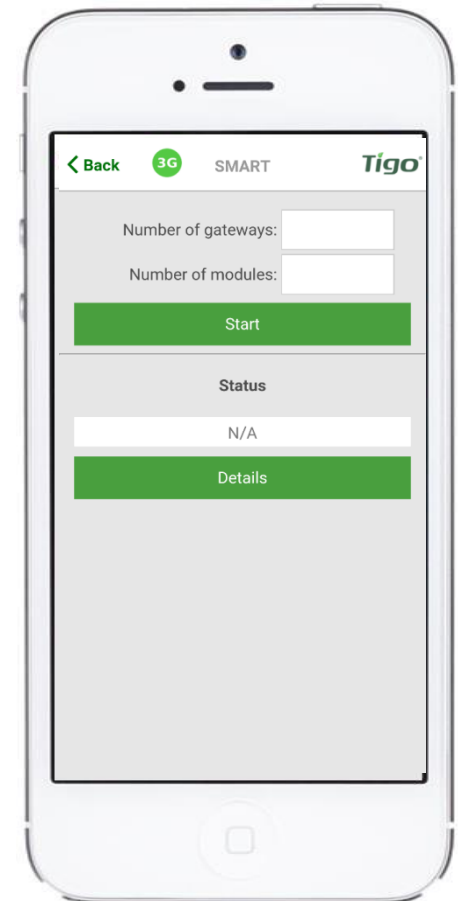 Back 3G SMART Tigo
Number of gateways:
Number of modules:
Start
Status
N/A
Details